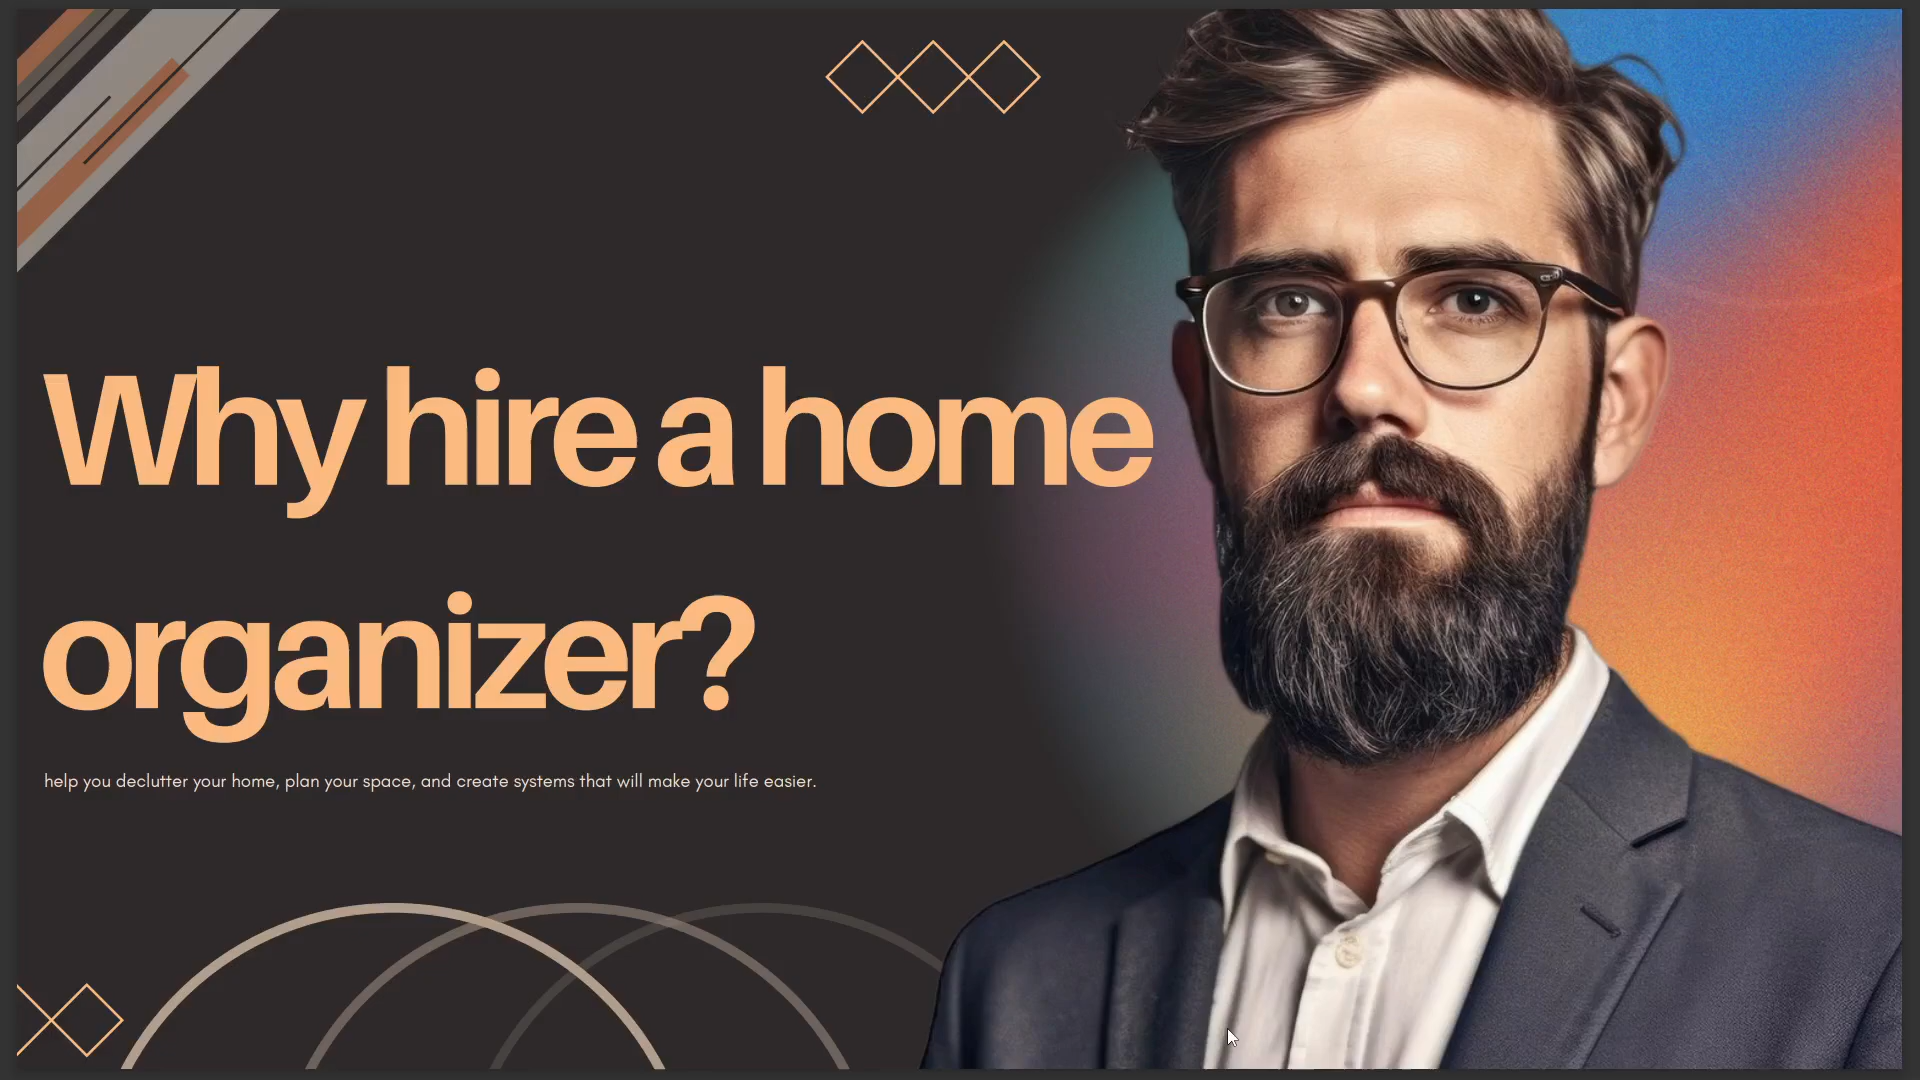 Why hire a home
organizer?
help you declutter your home, plan your space, and create systems that will make your life easier.